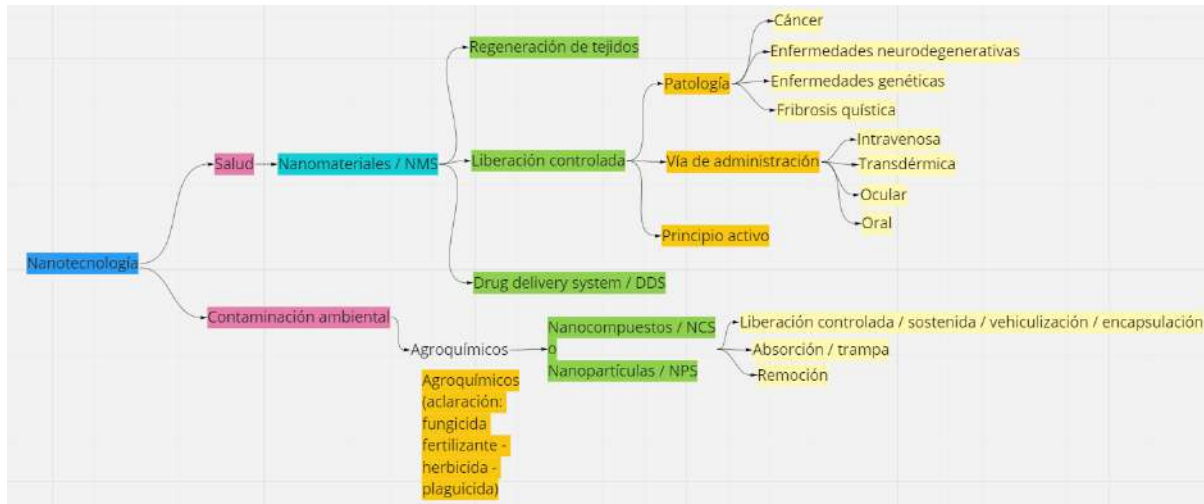 Cáncer
Regeneración de tejidos
Enfermedades neurodegenerativas
Patología
Enfermedades genéticas
Fribrosis quística
Intravenosa
Salud
Nanomateriales / NMS
Liberación controlada
Vía de administración
Transdérmica
Ocular
Oral
Principio activo
Nanotecnología
Drug delivery system / DDS
Contaminación ambiental
Nanocompuestos / NCS
o
Nanopartículas / NPS
Liberación controlada / sostenida / vehiculización / encapsulación
Agroquímicos
Absorción / trampa
Remoción
Agroquímicos
(aclaración:
fungicida
fertilizante -
herbicida -
plaguicida)